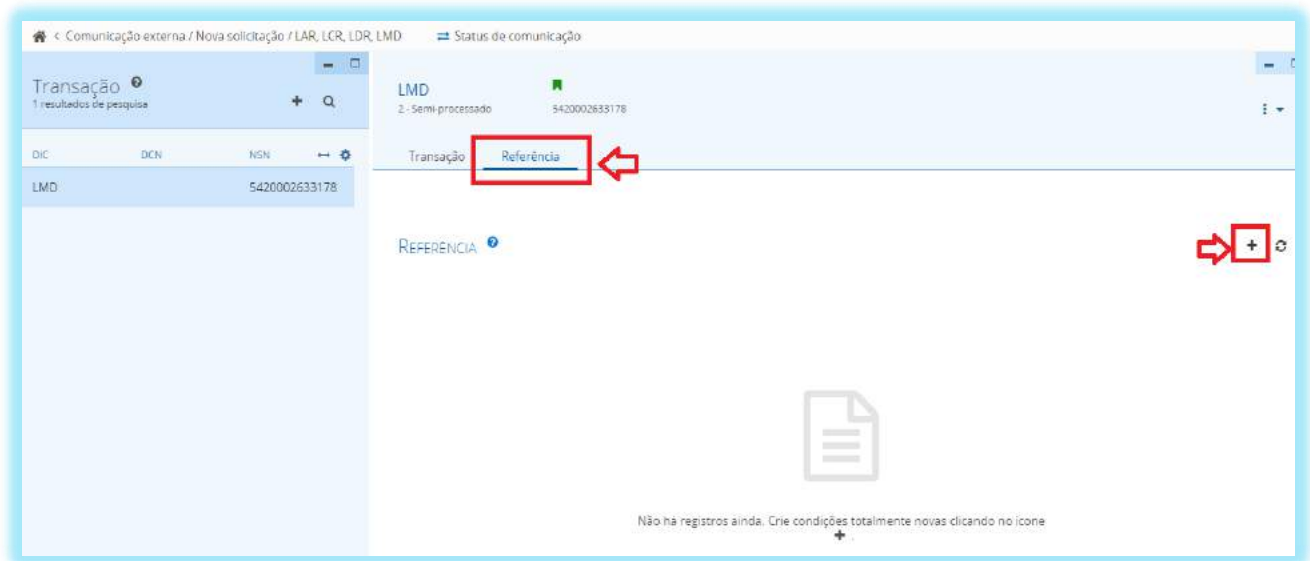 < Comunicação externa / Nova solicitação / LAR, LCR, LDR, LMD
Status de comunicação
Transação
1 resultados de pesquisa
DIC DCN NSN
LMD 5420002633178
LMD
2 - Semi-processado 5420002633178
Transação Referência
REFERÊNCIA
Não há registros ainda. Crie condições totalmente novas clicando no ícone
+ .